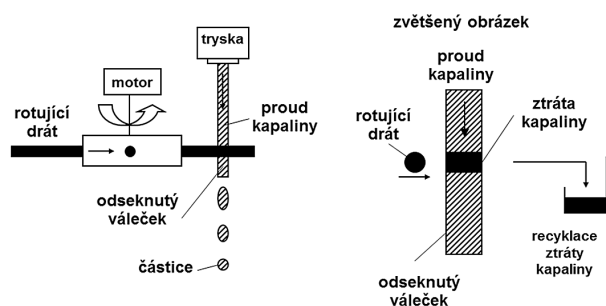 tryska
motor
rotující
drát
proud
kapaliny
odseknutý
váleček
částice
zvětšený obrázek
proud
kapaliny
rotující
drát
ztráta
kapaliny
odseknutý
váleček
recyklace
ztráty
kapaliny